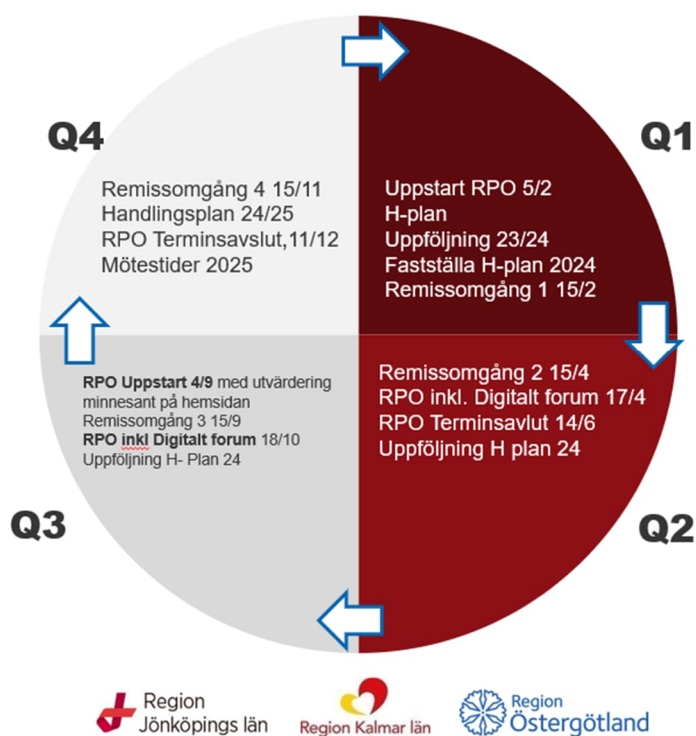 Q4
Q1
Remissomgång 4 15/11
Handlingsplan 24/25
RPO Terminsavslut,11/12
Mötestider 2025
Uppstart RPO 5/2
H-plan
Uppföljning 23/24
Fastställa H-plan 2024
Remissomgång 1 15/2
RPO Uppstart 4/9 med utvärdering
minnesant på hemsidan
Remissomgång 3 15/9
RPO inkl Digitalt forum 18/10
Uppföljning H- Plan 24
Remissomgång 2 15/4
RPO inkl. Digitalt forum 17/4
RPO Terminsavlut 14/6
Uppföljning H plan 24
Q3
Q2
Region
Jönköpings län
Region Kalmar län
Region
Östergötland